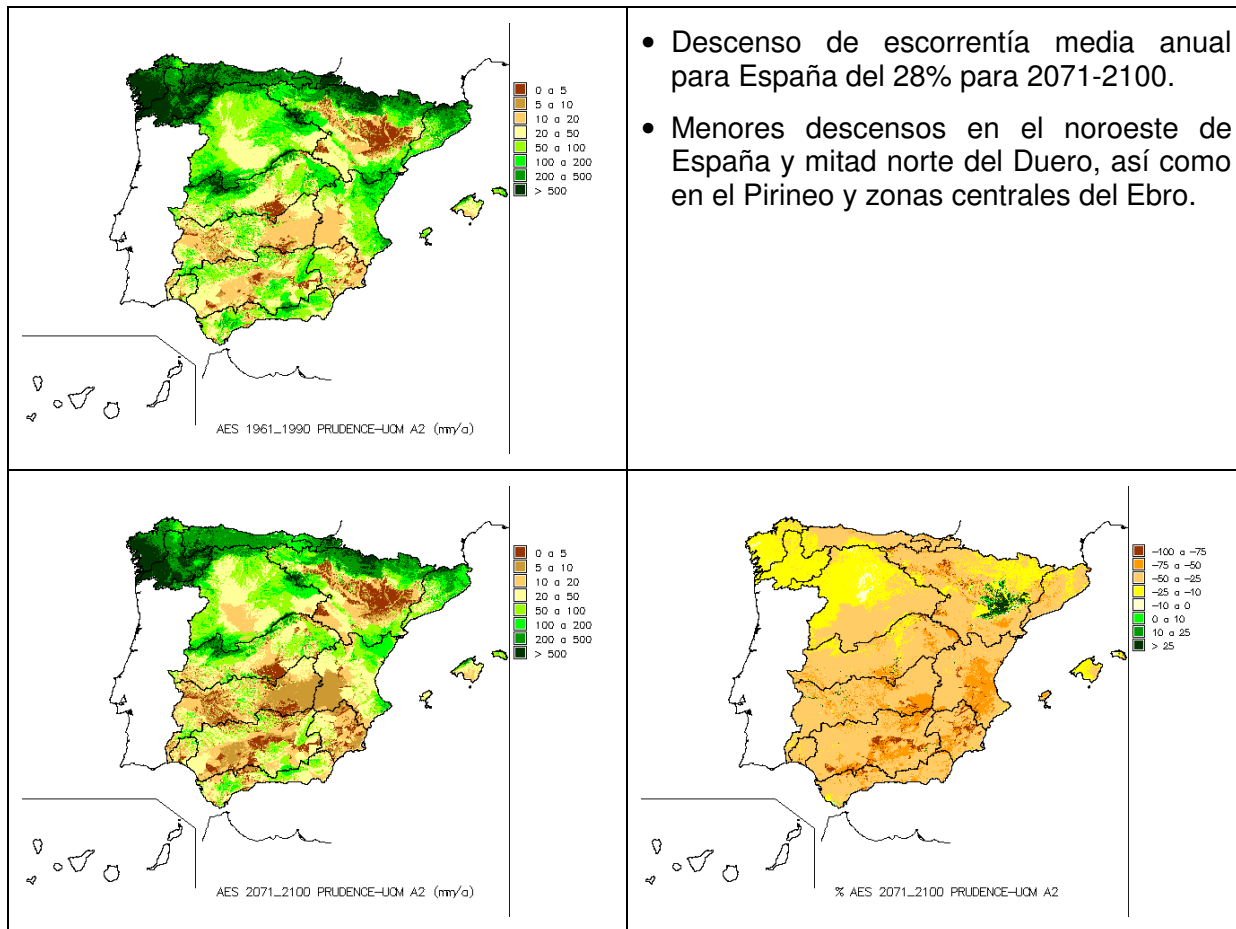 0 a 5
5 a 10
10 a 20
20 a 50
50 a 100
100 a 200
200 a 500
> 500
AES 1961_1990 PRUDENCE-UCM A2 (mm/a)
• Descenso de escorrentía media anual
para España del 28% para 2071-2100.
• Menores descensos en el noroeste de
España y mitad norte del Duero, así como
en el Pirineo y zonas centrales del Ebro.
0 a 5
5 a 10
10 a 20
20 a 50
50 a 100
100 a 200
200 a 500
> 500
AES 2071_2100 PRUDENCE-UCM A2 (mm/a)
-100 a -75
-75 a -50
-50 a -25
-25 a -10
-10 a 0
0 a 10
10 a 25
> 25
% AES 2071_2100 PRUDENCE-UCM A2